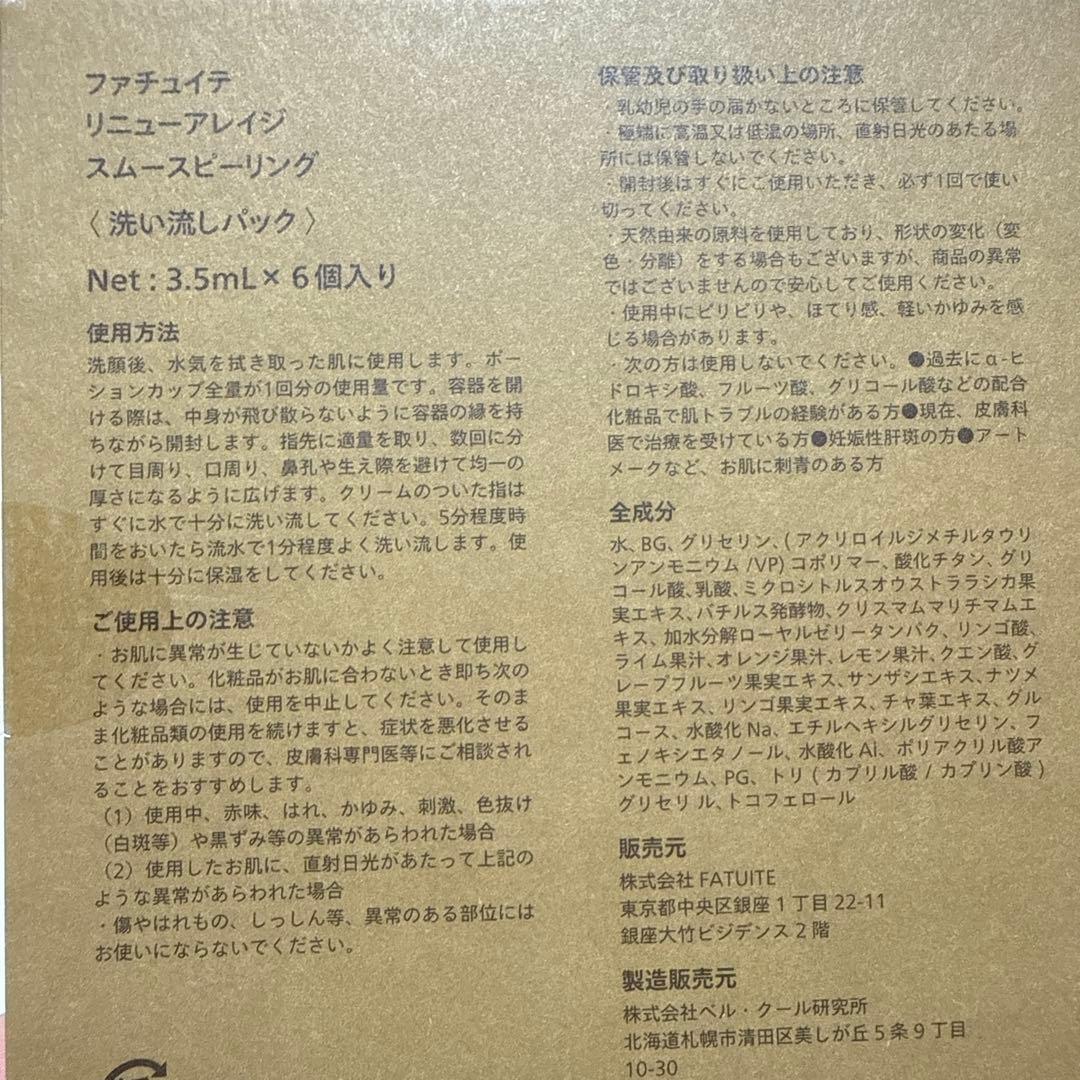 ファチュイテ
リニューアレイジ
スムースピーリング
〈 洗い流しパック 〉
Net : 3.5mL× 6個入り
使用方法
洗顔後、水気を拭き取った肌に使用します。ポー
ションカップ全量が1回分の使用量です。容器を開
ける際は、中身が飛び散らないように容器の縁を持
ちながら開封します。指先に適量を取り、数回に分
けて目周り、口周り、鼻孔や生え際を避けて均一の
厚さになるように広げます。クリームのついた指は
すぐに水で十分に洗い流してください。5分程度時
間をおいたら流水で1分程度よく洗い流します。使
用後は十分に保湿をしてください。
ご使用上の注意
・お肌に異常が生じていないかよく注意して使用し
てください。化粧品がお肌に合わないとき即ち次の
ような場合には、使用を中止してください。そのま
ま化粧品類の使用を続けますと、症状を悪化させる
ことがありますので、皮膚科専門医等にご相談され
ることをおすすめします。
（1）使用中、赤味、はれ、かゆみ、刺激、色抜け
（白斑等）や黒ずみ等の異常があらわれた場合
（2）使用したお肌に、直射日光があたって上記の
ような異常があらわれた場合
・傷やはれもの、しっしん等、異常のある部位には
お使いにならないでください。
保管及び取り扱い上の注意
・乳幼児の手の届かないところに保管してください。
・極端に高温又は低温の場所、直射日光のあたる場
所には保管しないでください。
・開封後はすぐにご使用いただき、必ず1回で使い
切ってください。
・天然由来の原料を使用しており、形状の変化（変
色・分離）をする場合もございますが、商品の異常
ではございませんので安心してご使用ください。
・使用中にピリピリや、ほてり感、軽いかゆみを感
じる場合があります。
・次の方は使用しないでください。●過去にα-ヒ
ドロキシ酸、フルーツ酸、グリコール酸などの配合
化粧品で肌トラブルの経験がある方●現在、皮膚科
医で治療を受けている方●妊娠性肝斑の方●アート
メークなど、お肌に刺青のある方
全成分
水、BG、グリセリン、( アクリロイルジメチルタウリ
ンアンモニウム /VP) コポリマー、酸化チタン、グリ
コール酸、乳酸、ミクロシトルスオウストララシカ果
実エキス、バチルス発酵物、クリスマムマリチマムエ
キス、加水分解ローヤルゼリータンパク、リンゴ酸、
ライム果汁、オレンジ果汁、レモン果汁、クエン酸、グ
レープフルーツ果実エキス、サンザシエキス、ナツメ
果実エキス、リンゴ果実エキス、チャ葉エキス、グル
コース、水酸化 Na、エチルヘキシルグリセリン、フ
ェノキシエタノール、水酸化 Al、ポリアクリル酸ア
ンモニウム、PG、トリ ( カプリル酸 / カプリン酸 )
グリセリル、トコフェロール
販売元
株式会社 FATUITE
東京都中央区銀座 1 丁目 22-11
銀座大竹ビジデンス 2 階
製造販売元
株式会社ベル・クール研究所
北海道札幌市清田区美しが丘 5 条 9 丁目
10-30